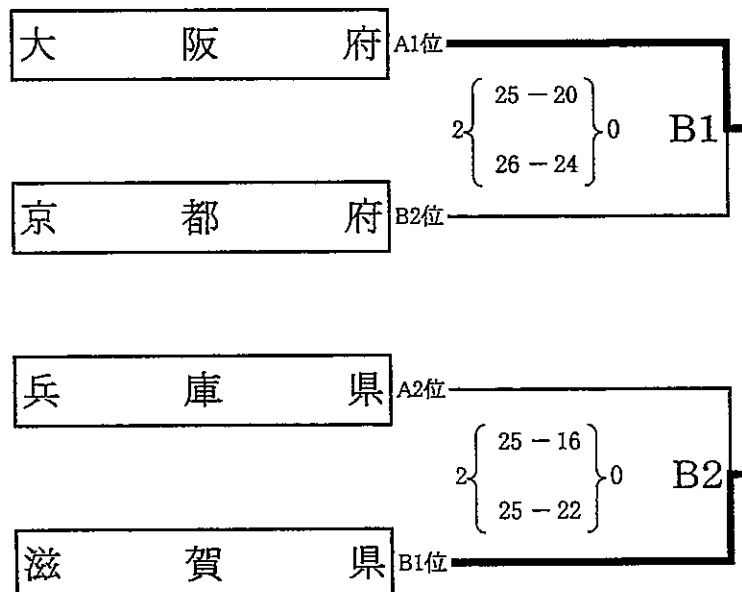 大阪府 A1位
25 － 20
2 0 B1
26 － 24
京都府 B2位
兵庫県 A2位
25 － 16
2 0 B2
25 － 22
滋賀県 B1位